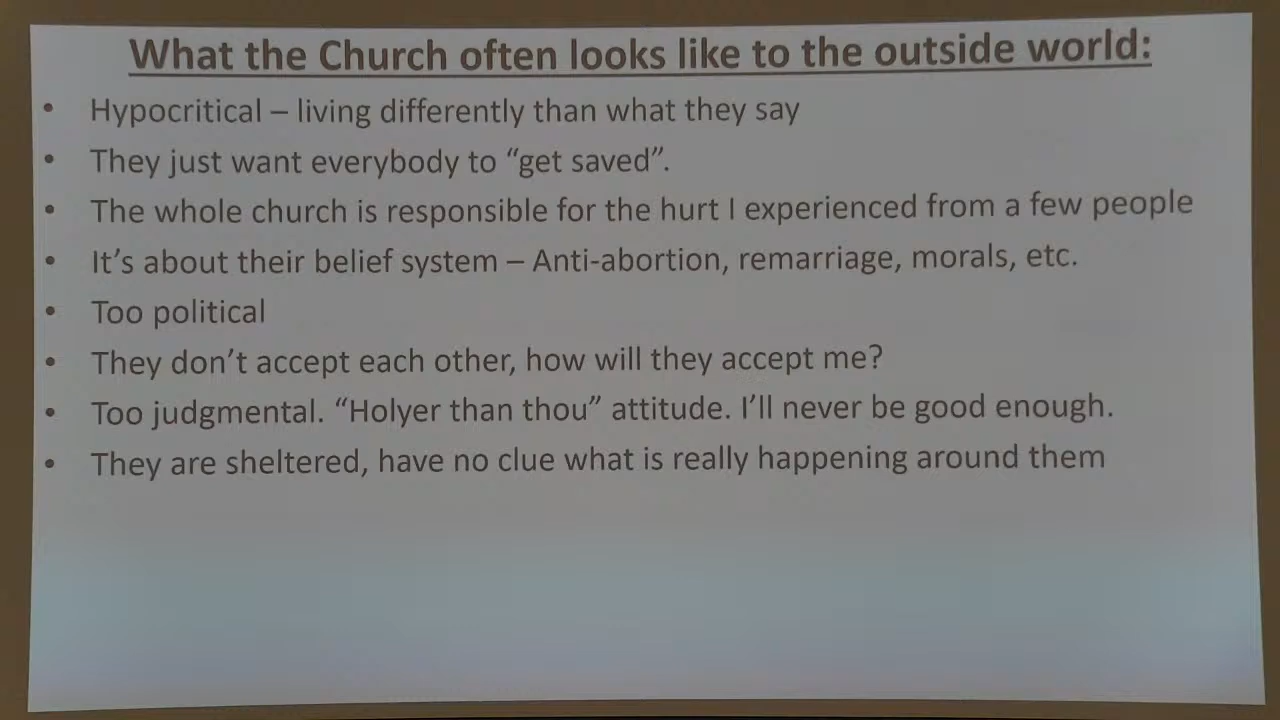 What the Church often looks like to the outside world:
• Hypocritical – living differently than what they say
• They just want everybody to “get saved”.
• The whole church is responsible for the hurt I experienced from a few people
• It’s about their belief system – Anti-abortion, remarriage, morals, etc.
• Too political
• They don’t accept each other, how will they accept me?
• Too judgmental. “Holyer than thou” attitude. I’ll never be good enough.
• They are sheltered, have no clue what is really happening around them